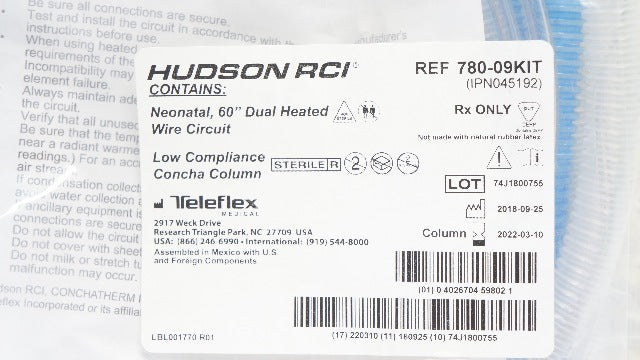 Be sure all connections are secure.
Test and install the circuit in accordance with the manufacturer's
instructions before use.
When using heated
requirements
Incompatibility may
element failure.
Always maintain ade
the circuit.
Verify that all unused
Be sure that the temp
near a radiant warme
readings.) For an acc
air strea
If condensation collect
water collection a
ancillary equipment is
connections are secure
Do not allow the circuit
Do not cover with sheet
Do not milk or stretch tu
malfunction may occur.
Hudson RCI, CONCHATHERM
Teleflex Incorporated or its affilia
HUDSON RCI®
CONTAINS:
Neonatal, 60" Dual Heated
Wire Circuit
Low Compliance
Concha Column
STERILE R
2
Teleflex
MEDICAL
2917 Weck Drive
Research Triangle Park, NC 27709 USA
USA: (866) 246-6990 • International: (919) 544-8000
Assembled in Mexico with U.S
and Foreign Components
LBL001770 R01
REF 780-09KIT
(IPN045192)
Rx ONLY
Not made with natural rubber latex.
LOT 74J1800755
2018-09-25
Column 2022-03-10
(01) 0 4026704 59802 1
(17) 220310 (11) 180925 (10) 74J1800755